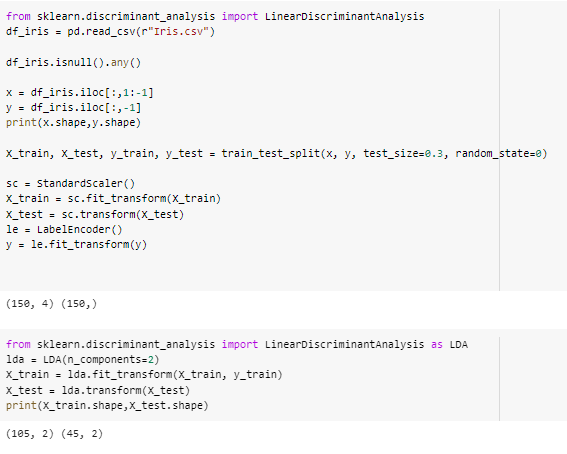 from sklearn.discriminant_analysis import LinearDiscriminantAnalysis
df_iris = pd.read_csv(r"Iris.csv")
df_iris.isnull().any()
x = df_iris.iloc[:,1:-1]
y = df_iris.iloc[:,-1]
print(x.shape,y.shape)
X_train, X_test, y_train, y_test = train_test_split(x, y, test_size=0.3, random_state=0)
sc = StandardScaler()
X_train = sc.fit_transform(X_train)
X_test = sc.transform(X_test)
le = LabelEncoder()
y = le.fit_transform(y)
(150, 4) (150,)
from sklearn.discriminant_analysis import LinearDiscriminantAnalysis as LDA
lda = LDA(n_components=2)
X_train = lda.fit_transform(X_train, y_train)
X_test = lda.transform(X_test)
print(X_train.shape,X_test.shape)
(105, 2) (45, 2)